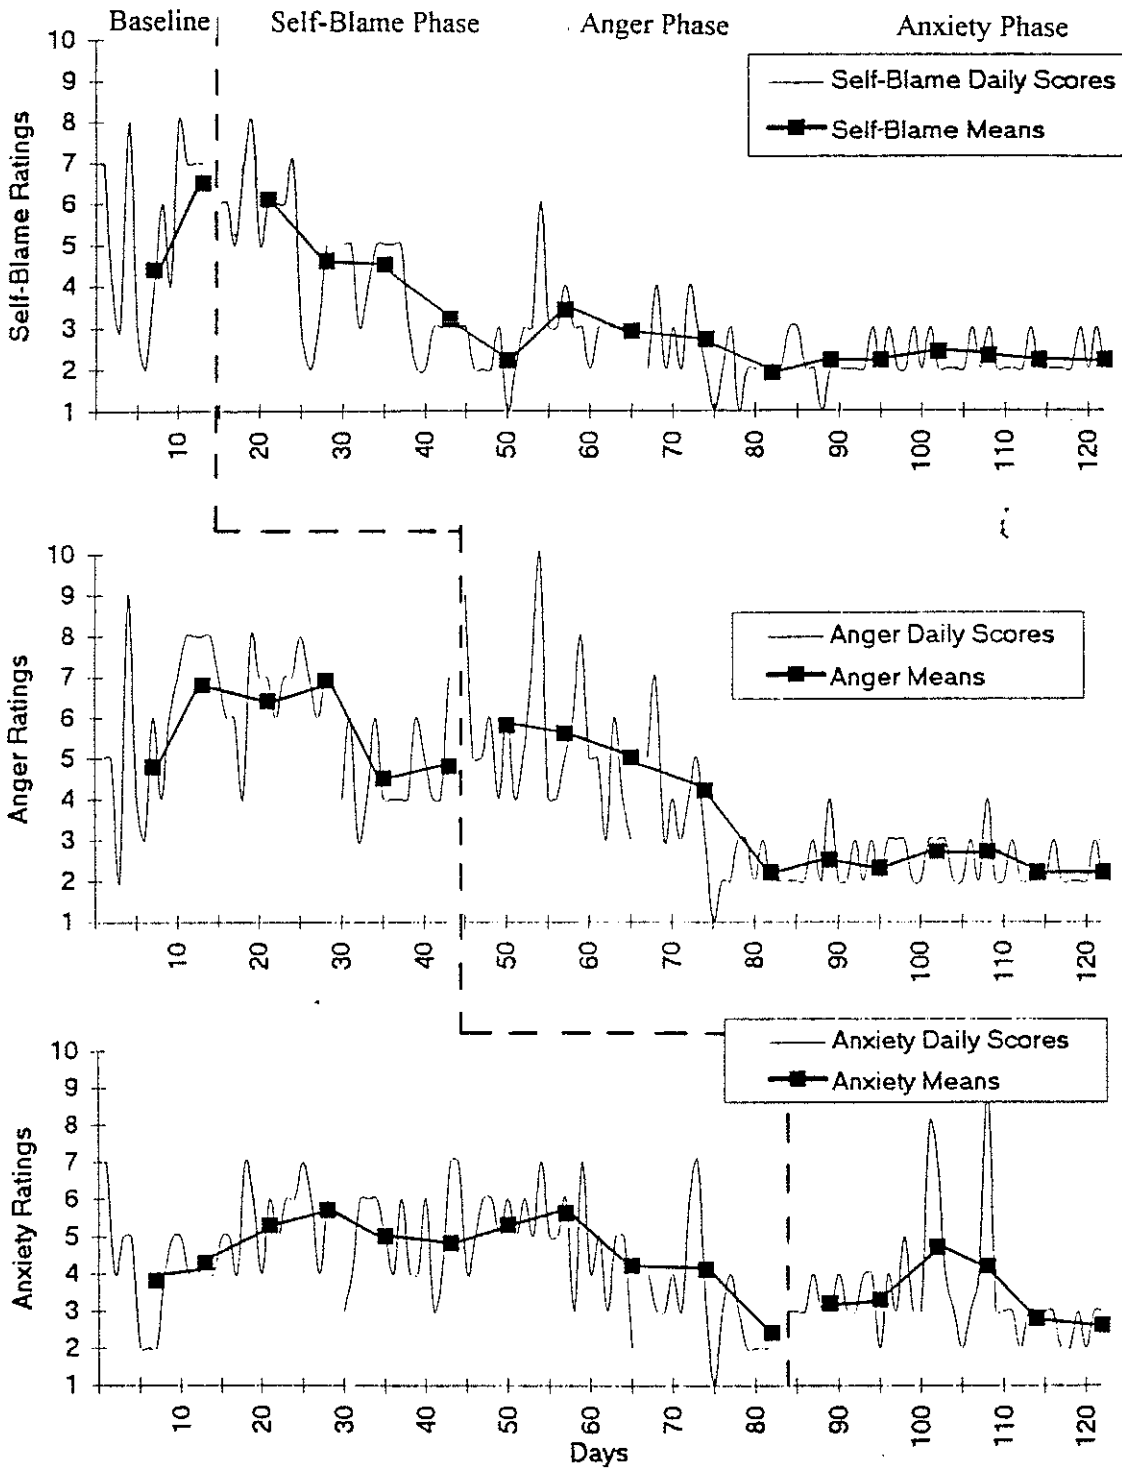 Baseline Self-Blame Phase Anger Phase Anxiety Phase
Self-Blame Ratings
10
9
8
7
6
5
4
3
2
1
Self-Blame Daily Scores
Self-Blame Means
10 20 30 40 50 60 70 80 90 100 110 120
Anger Ratings
10
9
8
7
6
5
4
3
2
1
Anger Daily Scores
Anger Means
10 20 30 40 50 60 70 80 90 100 110 120
Anxiety Ratings
10
9
8
7
6
5
4
3
2
1
Anxiety Daily Scores
Anxiety Means
10 20 30 40 50 60 70 80 90 100 110 120
Days